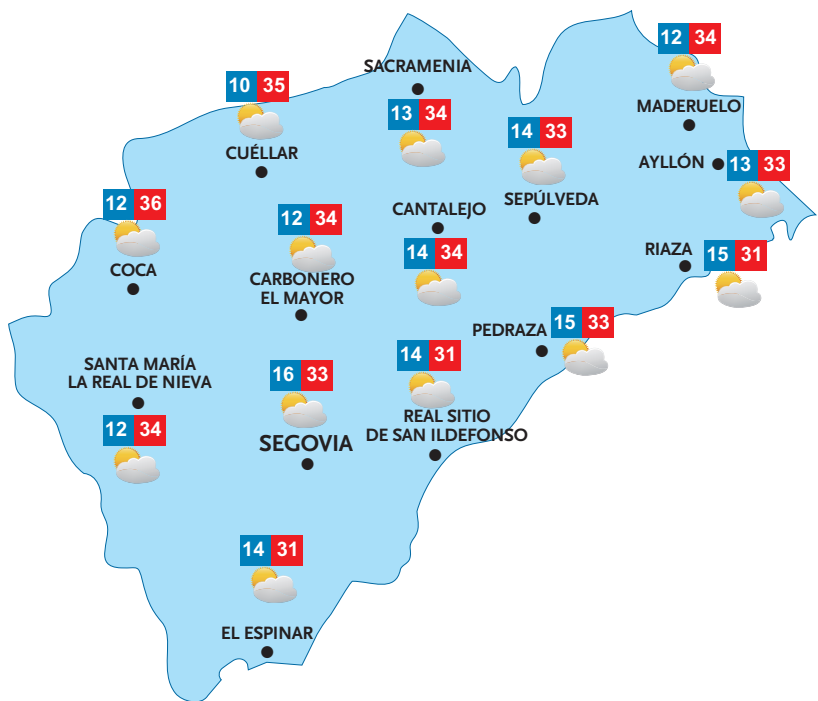 12 34
MADERUELO
SACRAMENIA
13 34
10 35
CUÉLLAR
14 33
SEPÚLVEDA
AYLLÓN
13 33
12 36
COCA
12 34
CARBONERO
EL MAYOR
CANTALEJO
14 34
RIAZA
15 31
PEDRAZA
15 33
SANTA MARÍA
LA REAL DE NIEVA
12 34
16 33
SEGOVIA
14 31
REAL SITIO
DE SAN ILDEFONSO
14 31
EL ESPINAR